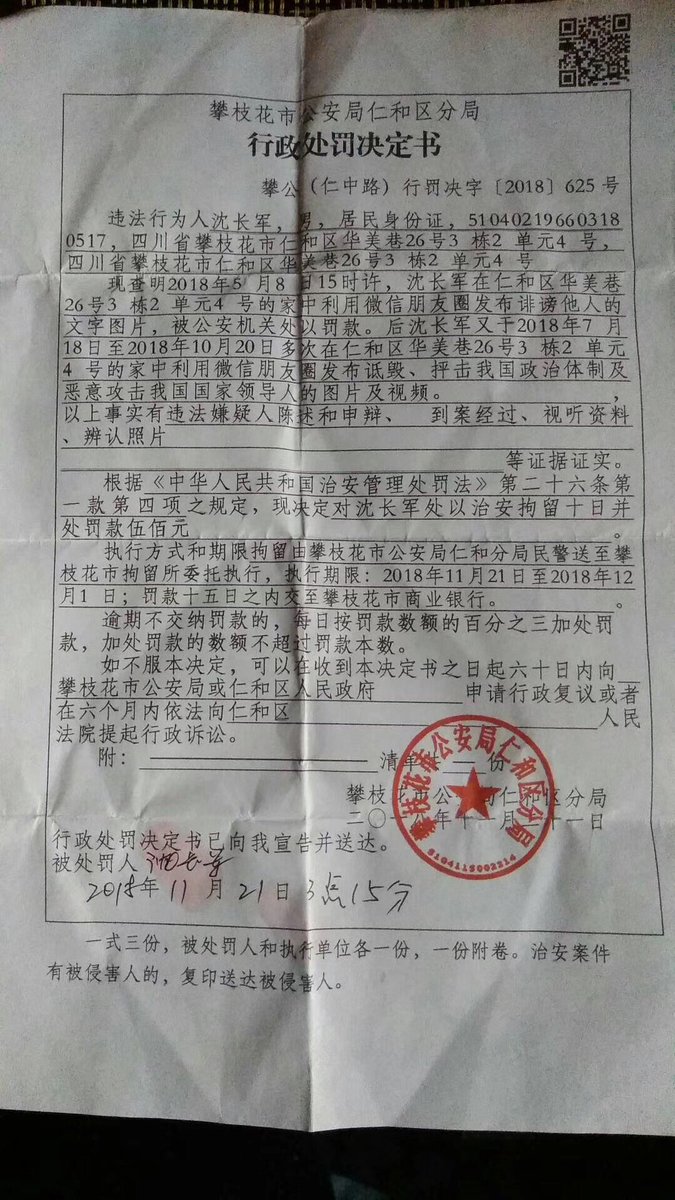 攀枝花市公安局仁和区分局
行政处罚决定书
攀公(仁中路)行罚决字〔2018〕625号
违法行为人沈长军,男,居民身份证,51040219660318
0517,四川省攀枝花市仁和区华美巷26号3 栋2 单元4 号,
四川省攀枝花市仁和区华美巷26号3 栋2 单元4 号
现查明2018年5月8日15时许,沈长军在仁和区华美巷
26号3 栋2 单元4 号的家中利用微信朋友圈发布诽谤他人的
文字图片,被公安机关处以罚款。后沈长军又于2018年7 月
18日至2018年10月20日多次在仁和区华美巷26号3 栋2 单元
4 号的家中利用微信朋友圈发布诋毁、抨击我国政治体制及
恶意攻击我国国家领导人的图片及视频。,
以上事实有违法嫌疑人陈述和申辩、 到案经过、视听资料
、辨认照片
等证据证实。
根据《中华人民共和国治安管理处罚法》第二十六条第
一款第四项之规定,现决定对沈长军处以治安拘留十日并
处罚款伍佰元。
执行方式和期限拘留由攀枝花市公安局仁和分局民警送至攀
枝花市拘留所委托执行,执行期限:2018年11月21日至2018年12
月1 日;罚款十五日之内交至攀枝花市商业银行。。
逾期不交纳罚款的,每日按罚款数额的百分之三加处罚
款,加处罚款的数额不超过罚款本数。
如不服本决定,可以在收到本决定书之日起六十日内向
攀枝花市公安局或仁和区人民政府 申请行政复议或者
在六个月内依法向仁和区 人民
法院提起行政诉讼。
附: 清单 份
攀枝花市公安局仁和区分局
二〇一八年十一月二十一日
攀枝花市公安局仁和区分局
5104115002314
行政处罚决定书已向我宣告并送达。
被处罚人 沈长军
2018年 11 月 21 日 3点15分
一式三份,被处罚人和执行单位各一份,一份附卷。治安案件
有被侵害人的,复印送达被侵害人。